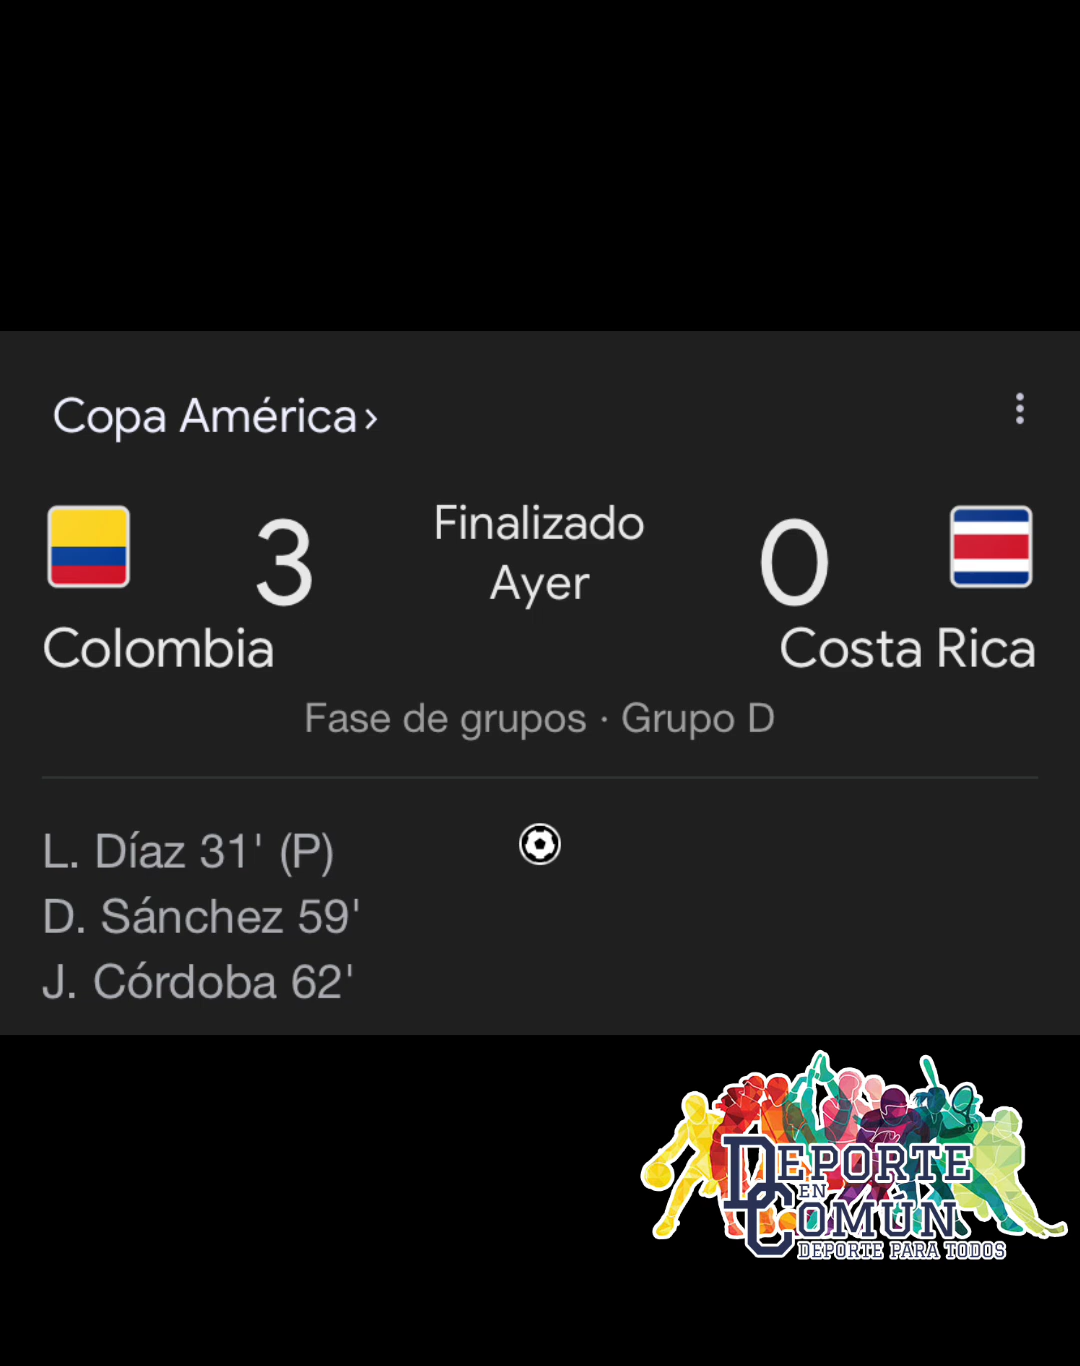 Copa América
3 Finalizado 0
Ayer
Colombia Costa Rica
Fase de grupos · Grupo D
L. Díaz 31' (P)
D. Sánchez 59'
J. Córdoba 62'
DEPORTE
EN
COMÚN
DEPORTE PARA TODOS